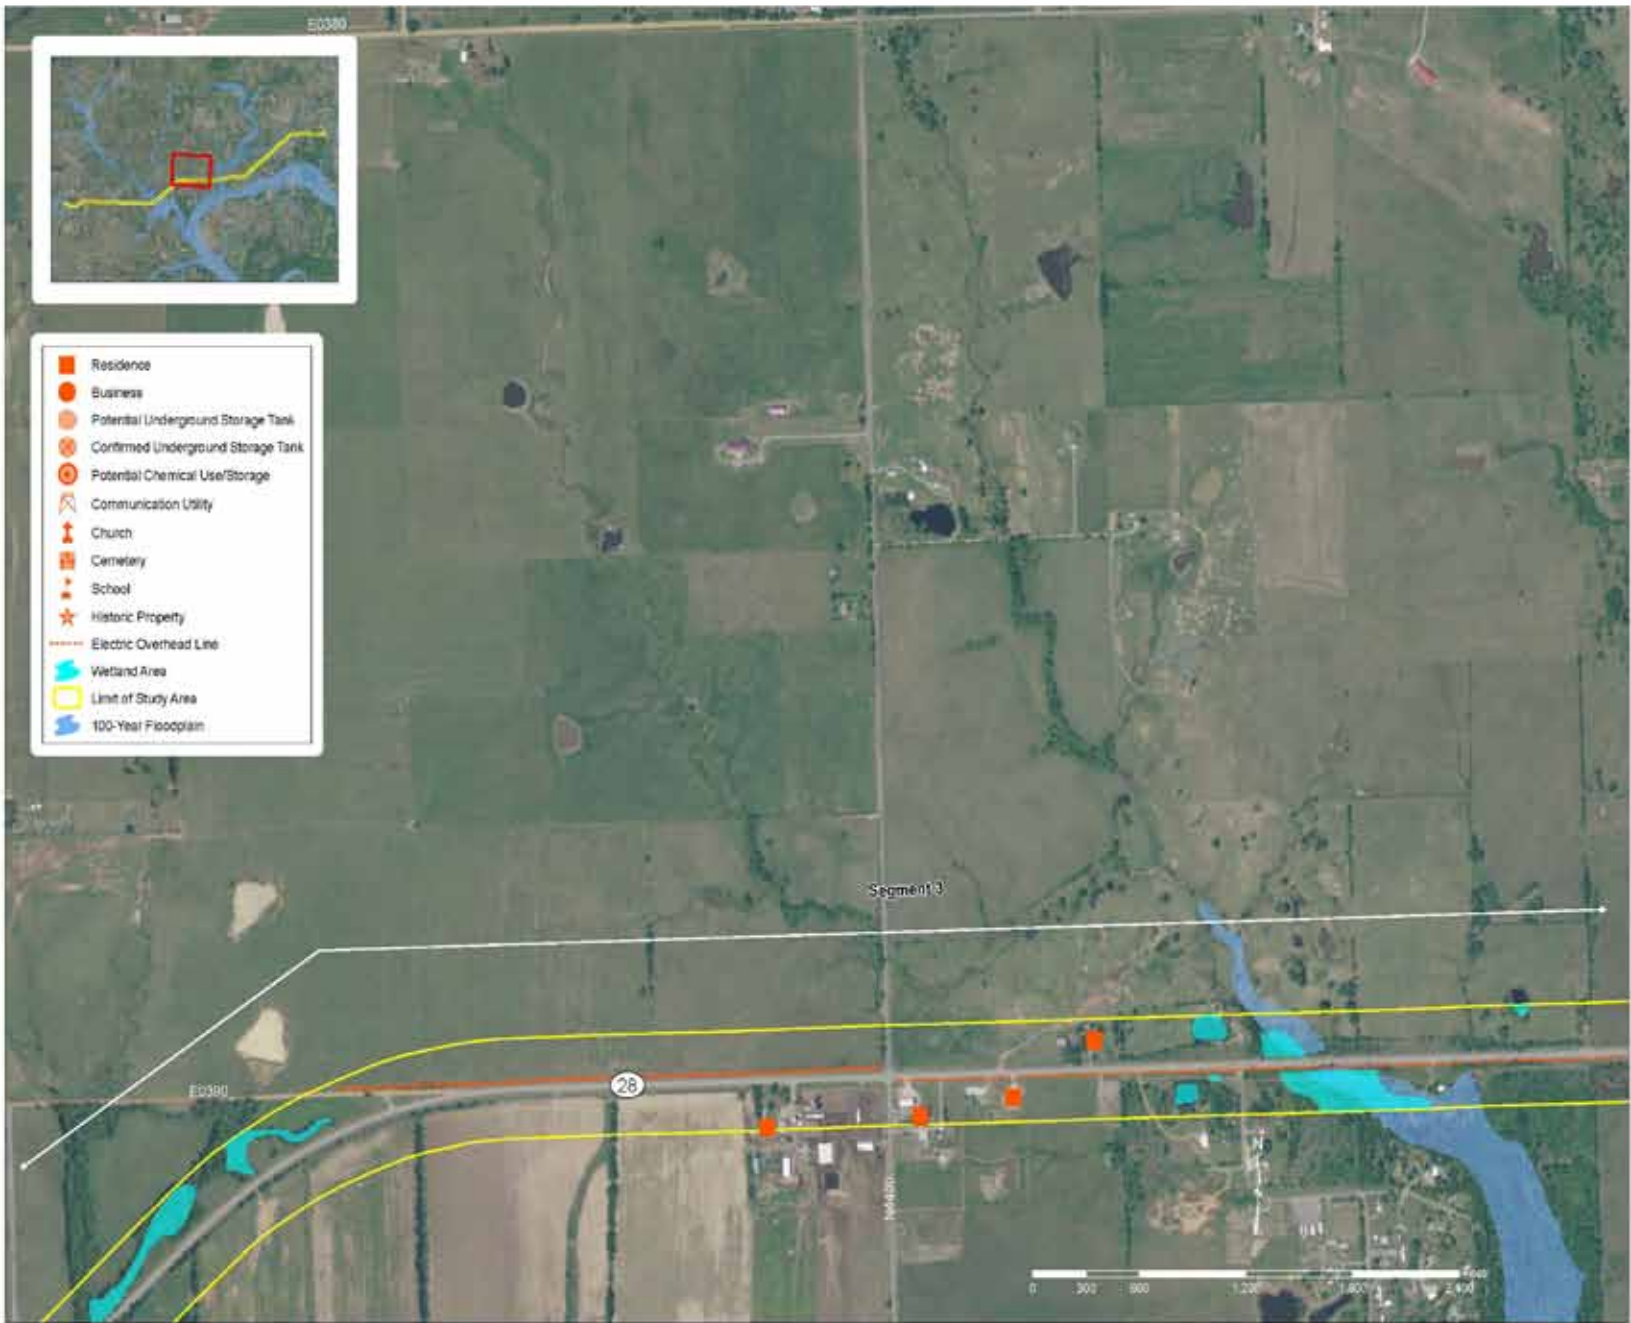 E0380
Residence
Business
Potential Underground Storage Tank
Confirmed Underground Storage Tank
Potential Chemical Use/Storage
Communication Utility
Church
Cemetery
School
Historic Property
Electric Overhead Line
Wetland Area
Limit of Study Area
100-Year Floodplain
Segment 3
E0390
28
0 300 600 1,200 1,800 2,400